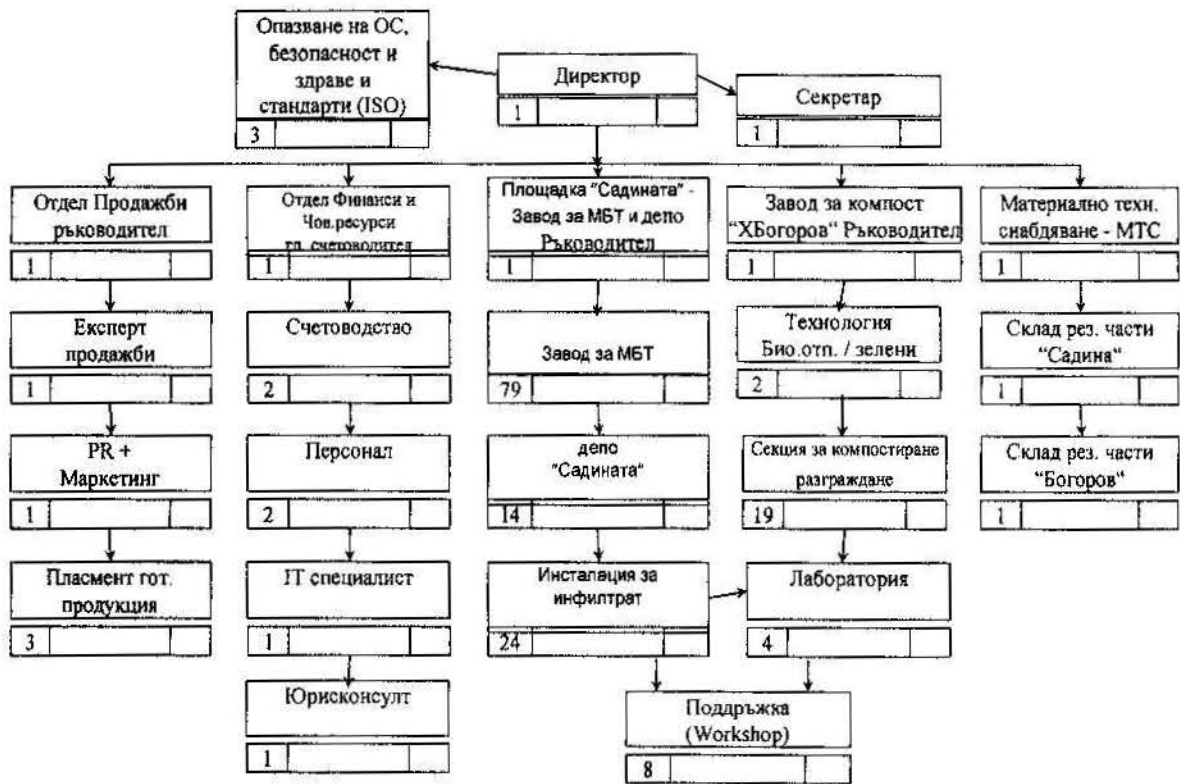 Опазване на ОС,
безопасност и
здраве и
стандарти (ISO)
3
Директор
1
Секретар
1
Отдел Продажби
ръководител
1
Отдел Финанси и
Чов.ресурси
гл. счетоводител
1
Площадка "Садината" -
Завод за МБТ и депо
Ръководител
1
Завод за компост
"ХБогров" Ръководител
1
Материално техн.
снабдяване - МТС
1
Експерт
продажби
1
Счетоводство
2
Завод за МБТ
79
Технология
Био.отп. / зелени
2
Склад рез. части
"Садина"
1
PR +
Маркетинг
1
Персонал
2
депо
"Садината"
14
Секция за компостиране
разграждане
19
Склад рез. части
"Богоров"
1
Пласмент гот.
продукция
3
IT специалист
1
Инсталация за
инфилтрат
24
Лаборатория
4
Юрисконсулт
1
Поддръжка
(Workshop)
8